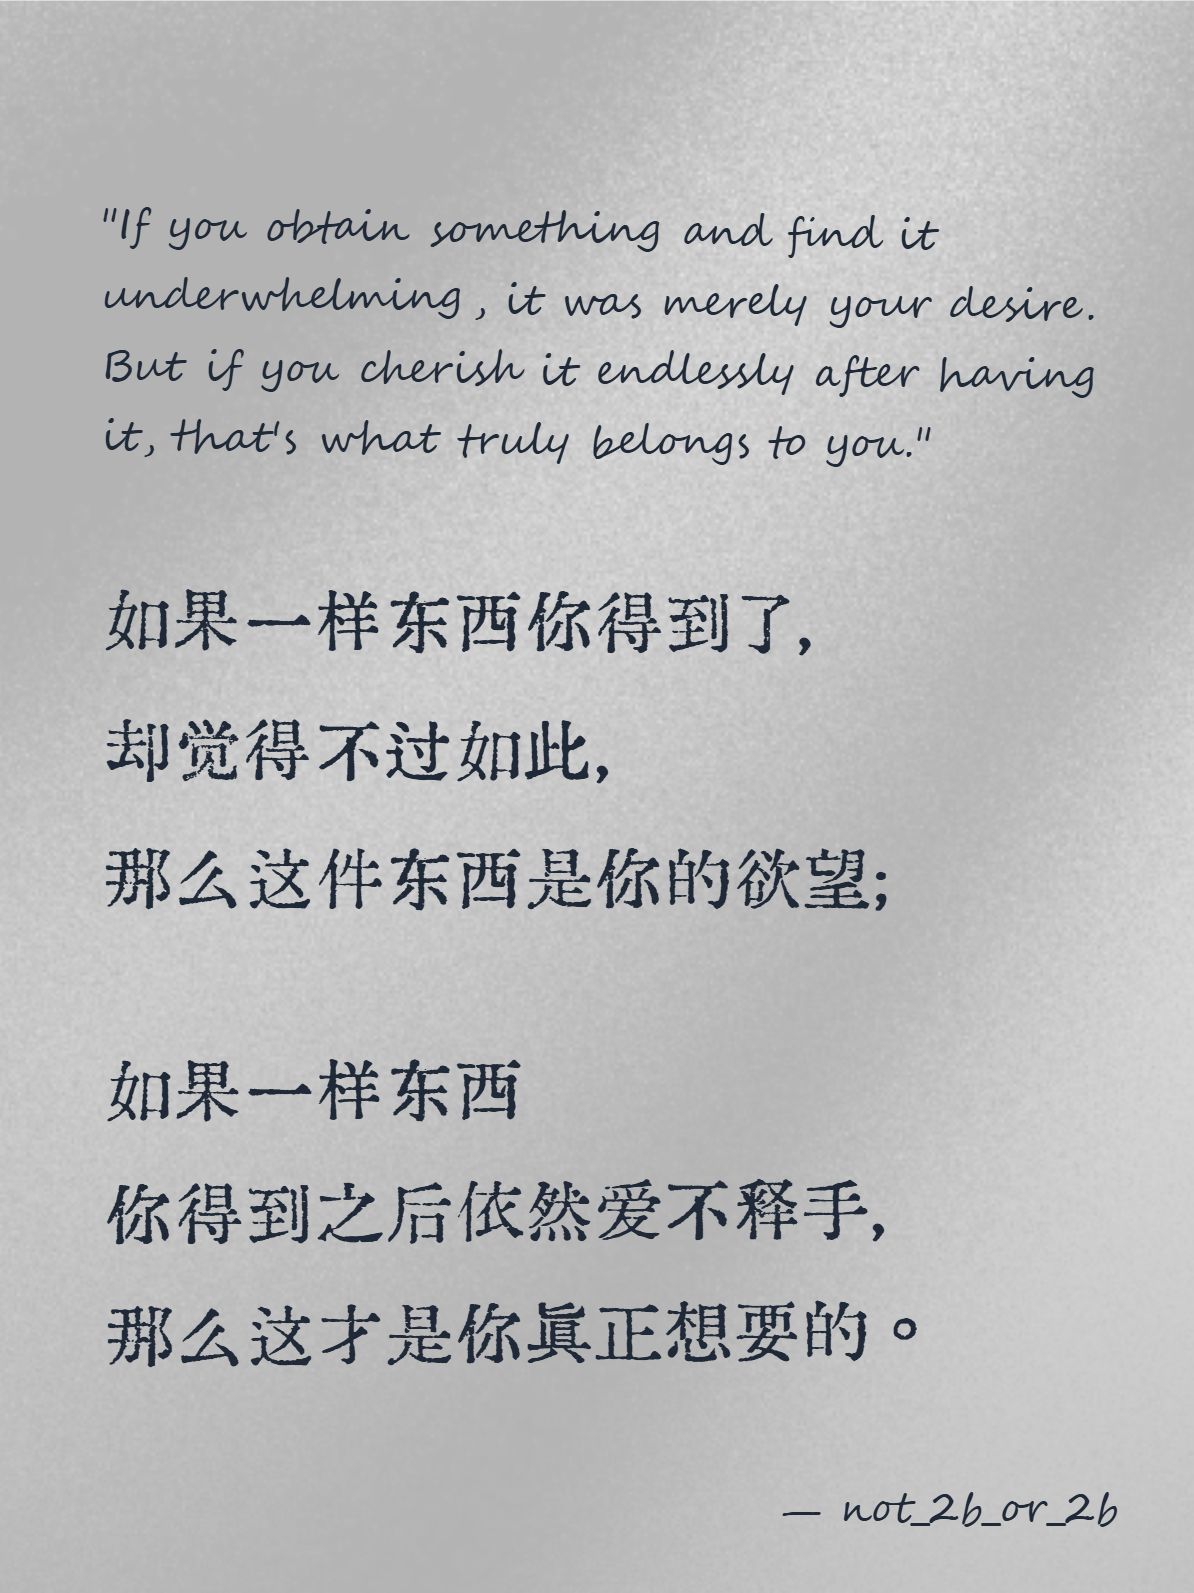 "If you obtain something and find it
underwhelming, it was merely your desire.
But if you cherish it endlessly after having
it, that's what truly belongs to you."
如果一样东西你得到了,
却觉得不过如此,
那么这件东西是你的欲望;
如果一样东西
你得到之后依然爱不释手,
那么这才是你真正想要的。
— not_2b_or_2b